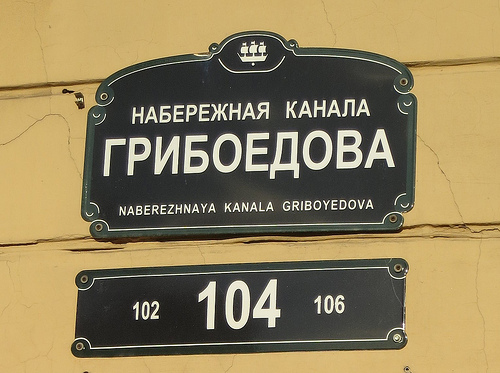 НАБЕРЕЖНАЯ КАНАЛА
ГРИБОЕДОВА
NABEREZHNAYA KANALA GRIBOYEDOVA
102 104 106